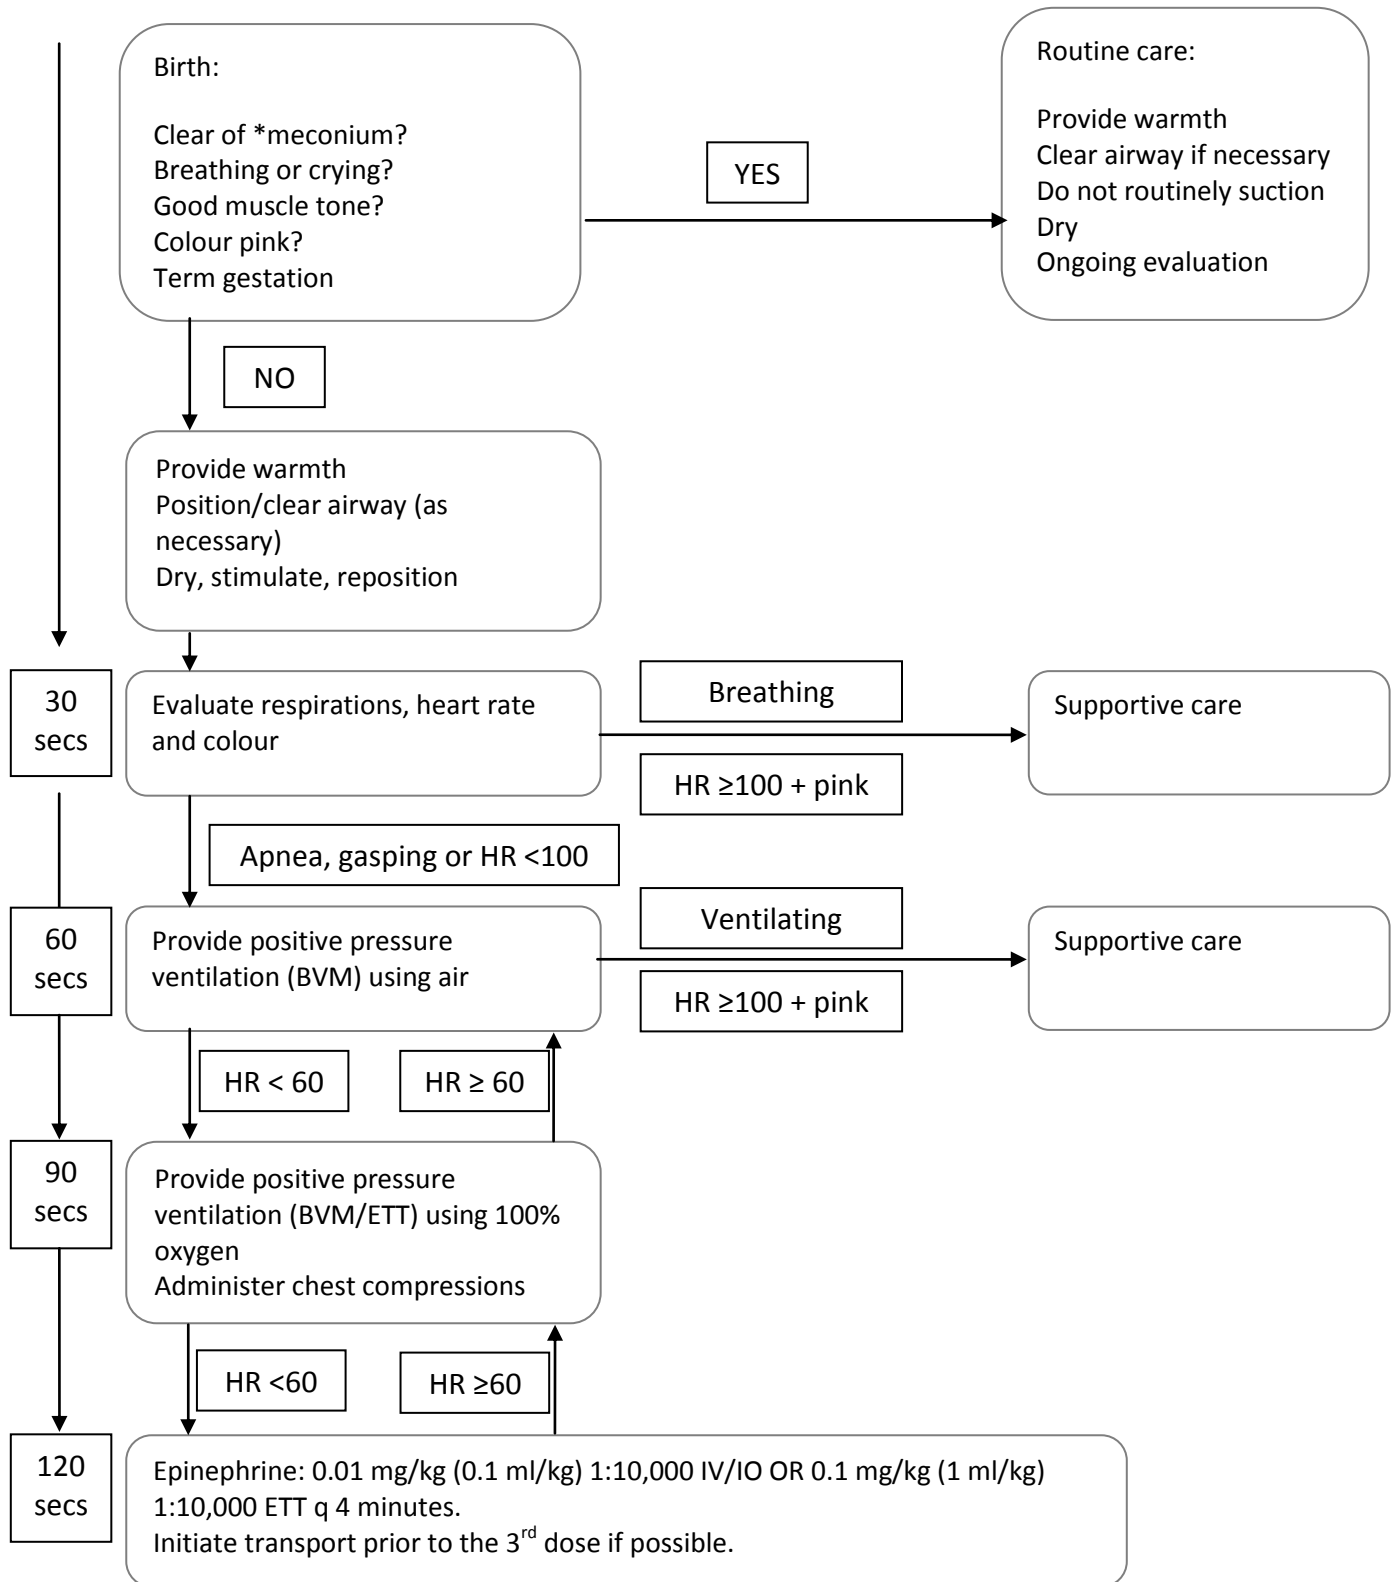 Birth:
Clear of *meconium?
Breathing or crying?
Good muscle tone?
Colour pink?
Term gestation
YES
Routine care:
Provide warmth
Clear airway if necessary
Do not routinely suction
Dry
Ongoing evaluation
NO
Provide warmth
Position/clear airway (as
necessary)
Dry, stimulate, reposition
30
secs
Evaluate respirations, heart rate
and colour
Breathing
HR ≥100 + pink
Supportive care
Apnea, gasping or HR <100
60
secs
Provide positive pressure
ventilation (BVM) using air
Ventilating
HR ≥100 + pink
Supportive care
HR < 60
HR ≥ 60
90
secs
Provide positive pressure
ventilation (BVM/ETT) using 100%
oxygen
Administer chest compressions
HR <60
HR ≥60
120
secs
Epinephrine: 0.01 mg/kg (0.1 ml/kg) 1:10,000 IV/IO OR 0.1 mg/kg (1 ml/kg)
1:10,000 ETT q 4 minutes.
Initiate transport prior to the 3rd dose if possible.